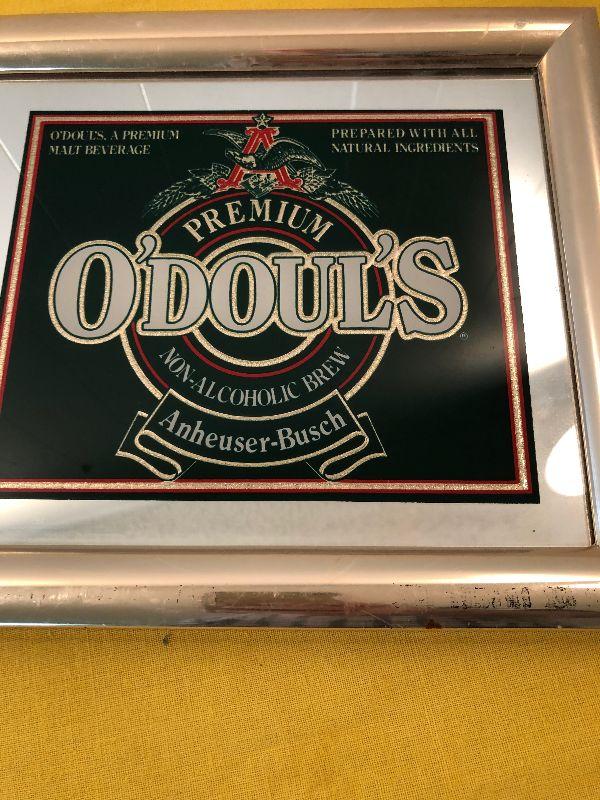 O'DOUL'S, A PREMIUM
MALT BEVERAGE
PREPARED WITH ALL
NATURAL INGREDIENTS
A
PREMIUM
O'DOUL'S
®
NON-ALCOHOLIC BREW
Anheuser-Busch